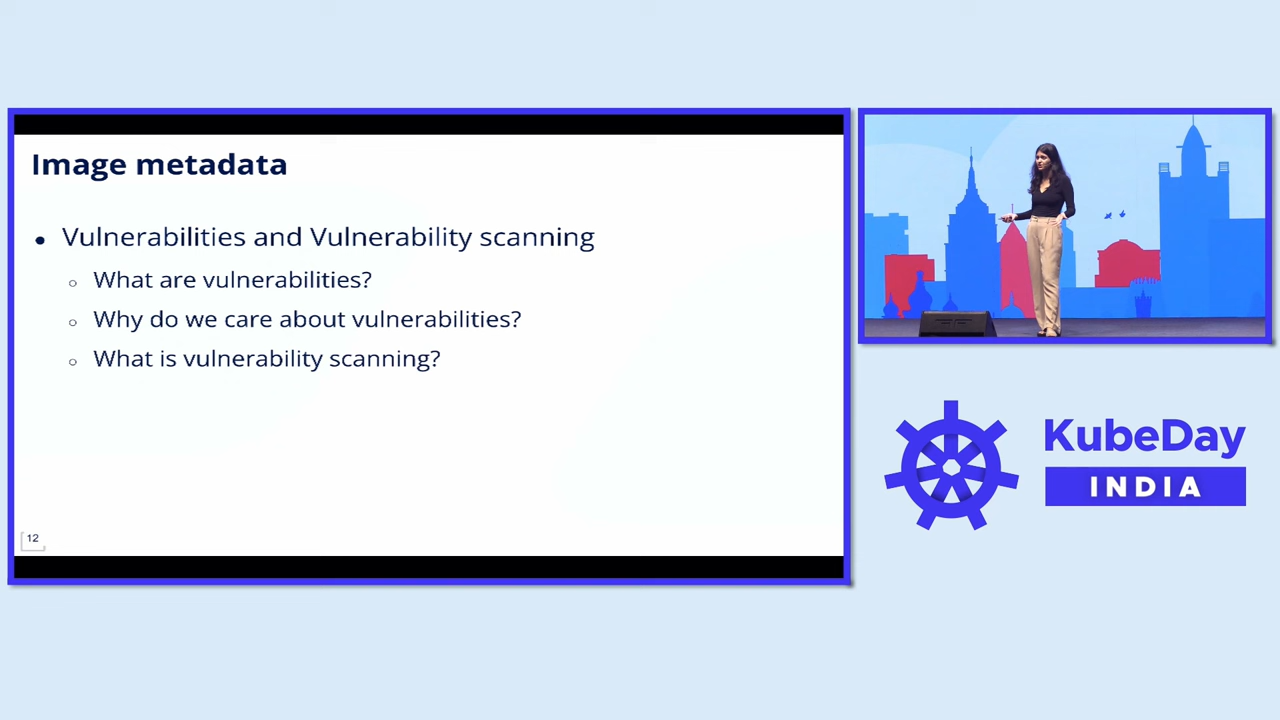 Image metadata
• Vulnerabilities and Vulnerability scanning
○ What are vulnerabilities?
○ Why do we care about vulnerabilities?
○ What is vulnerability scanning?
12
KubeDay
INDIA